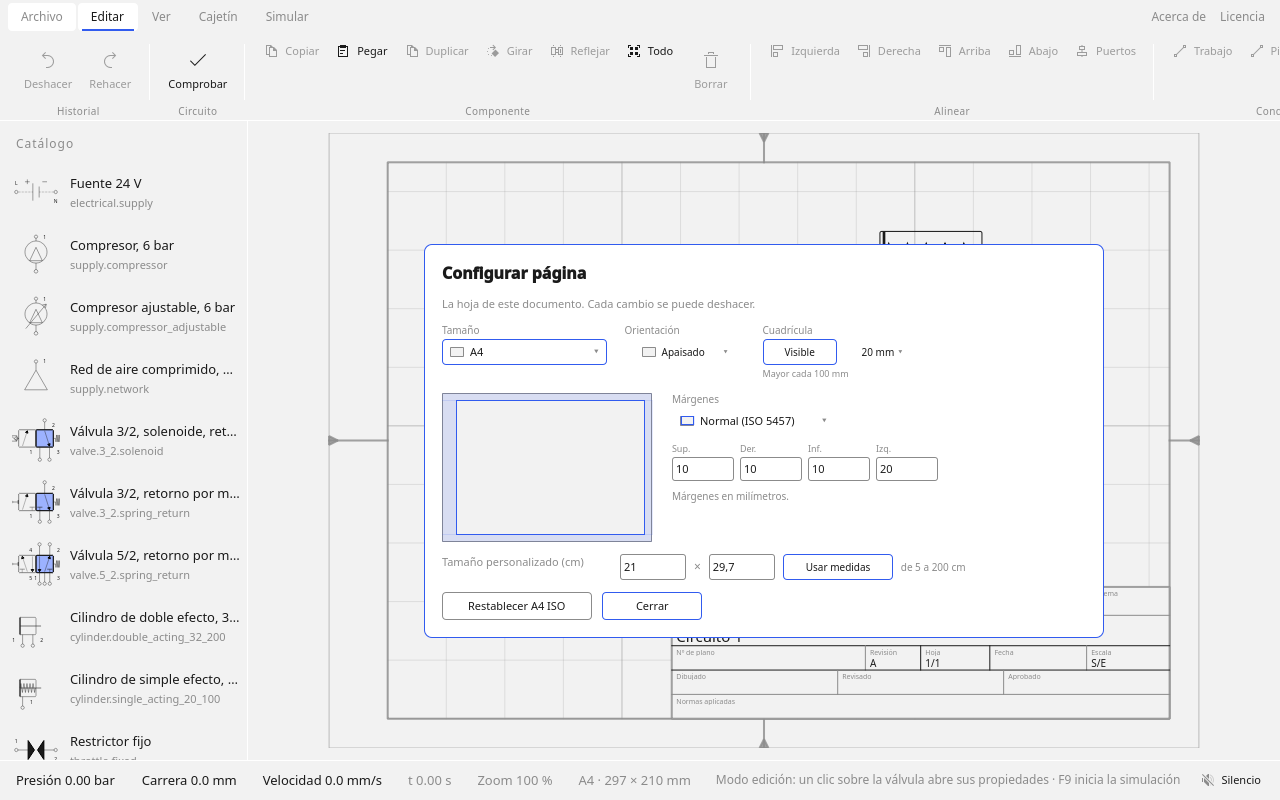 Archivo Editar Ver Cajetín Simular Acerca de Licencia
Copiar Pegar Duplicar Girar Reflejar Todo Izquierda Derecha Arriba Abajo Puertos Trabajo
Deshacer Rehacer Comprobar Borrar
Historial Circuito Componente Alinear
Catálogo
Fuente 24 V
electrical.supply
Compresor, 6 bar
supply.compressor
Compresor ajustable, 6 bar
supply.compressor_adjustable
Red de aire comprimido, ...
supply.network
Válvula 3/2, solenoide, ret...
valve.3_2.solenoid
Válvula 3/2, retorno por m...
valve.3_2.spring_return
Válvula 5/2, retorno por m...
valve.5_2.spring_return
Cilindro de doble efecto, 3...
cylinder.double_acting_32_200
Cilindro de simple efecto, ...
cylinder.single_acting_20_100
Restrictor fijo
Configurar página
La hoja de este documento. Cada cambio se puede deshacer.
Tamaño Orientación Cuadrícula
A4 Apaisado Visible 20 mm
Mayor cada 100 mm
Márgenes
Normal (ISO 5457)
Sup. Der. Inf. Izq.
10 10 10 20
Márgenes en milímetros.
Tamaño personalizado (cm) 21 × 29,7 Usar medidas de 5 a 200 cm
Restablecer A4 ISO Cerrar
Circuito 1
Nº de plano Revisión Hoja Fecha Escala
A 1/1 S/E
Dibujado Revisado Aprobado
Normas aplicadas
Presión 0.00 bar Carrera 0.0 mm Velocidad 0.0 mm/s t 0.00 s Zoom 100 % A4 · 297 × 210 mm Modo edición: un clic sobre la válvula abre sus propiedades · F9 inicia la simulación Silencio